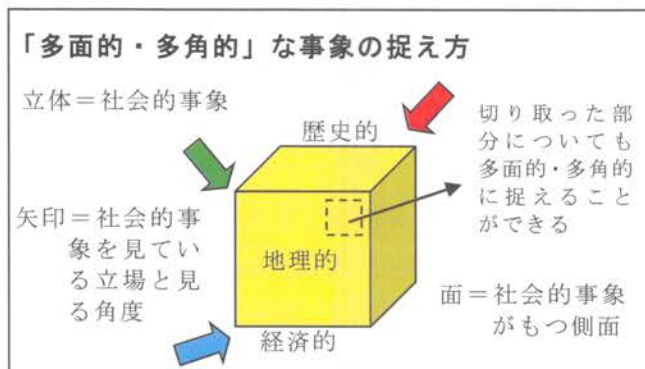 「多面的・多角的」な事象の捉え方
立体＝社会的事象
歴史的
切り取った部
分についても
多面的・多角的
に捉えること
ができる
矢印＝社会的事
象を見てい
る立場と見
る角度
地理的
面＝社会的事象
がもつ側面
経済的